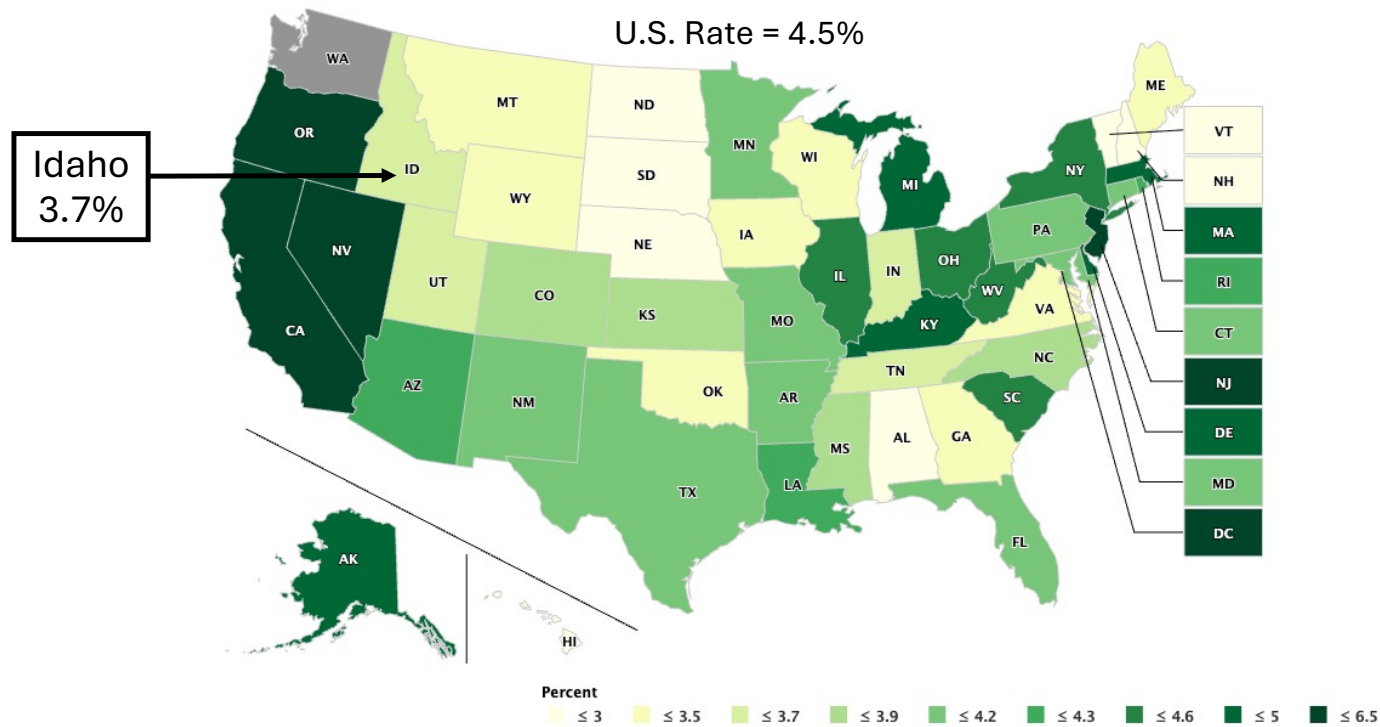 U.S. Rate = 4.5%
WA
MT
ND
MN
ME
OR
VT
Idaho
3.7%
ID
SD
WI
MI
NY
NH
WY
MA
NV
NE
IA
PA
UT
CO
IL
IN
OH
WV
RI
KS
MO
KY
VA
CA
CT
AZ
NM
OK
AR
TN
NC
NJ
SC
MS
AL
GA
DE
TX
LA
MD
FL
DC
AK
HI
Percent
≤ 3 ≤ 3.5 ≤ 3.7 ≤ 3.9 ≤ 4.2 ≤ 4.3 ≤ 4.6 ≤ 5 ≤ 6.5